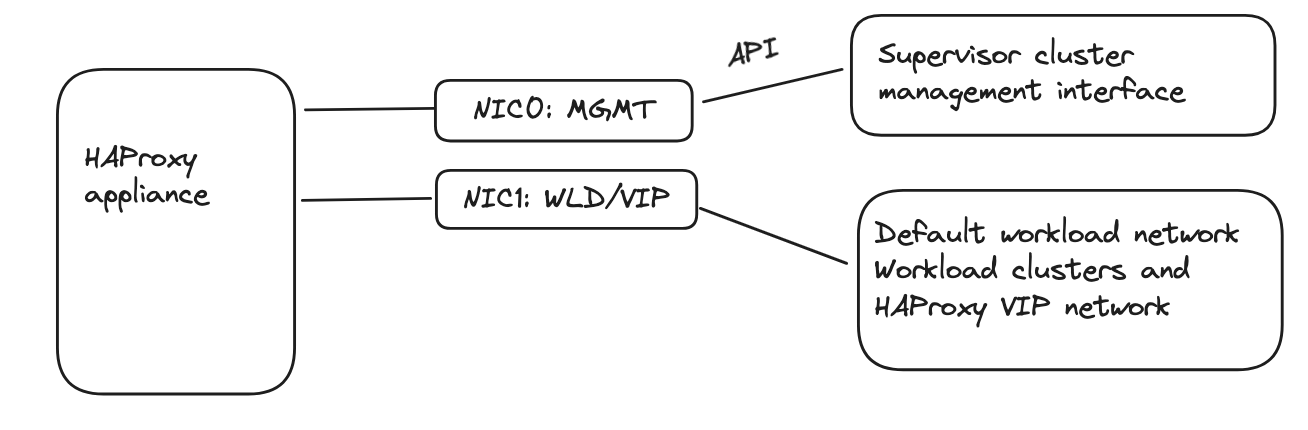 HAProxy
appliance
NIC0: MGMT
NIC1: WLD/VIP
API
Supervisor cluster
management interface
Default workload network
Workload clusters and
HAProxy VIP network